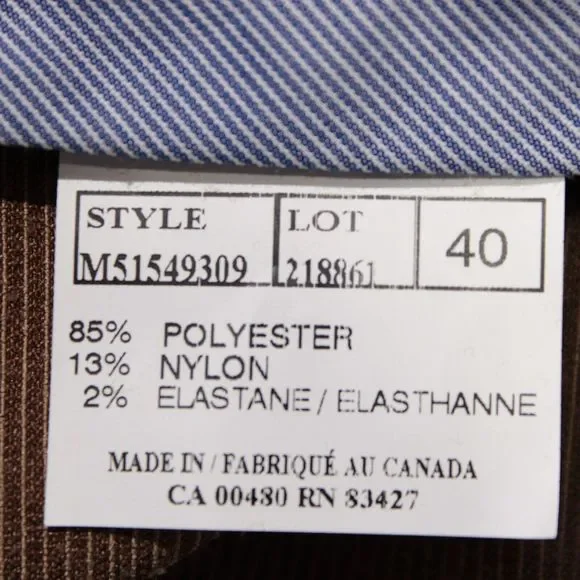 STYLE LOT 40
M51549309 218861
85% POLYESTER
13% NYLON
2% ELASTANE / ELASTHANNE
MADE IN / FABRIQUÉ AU CANADA
CA 00480 RN 83427